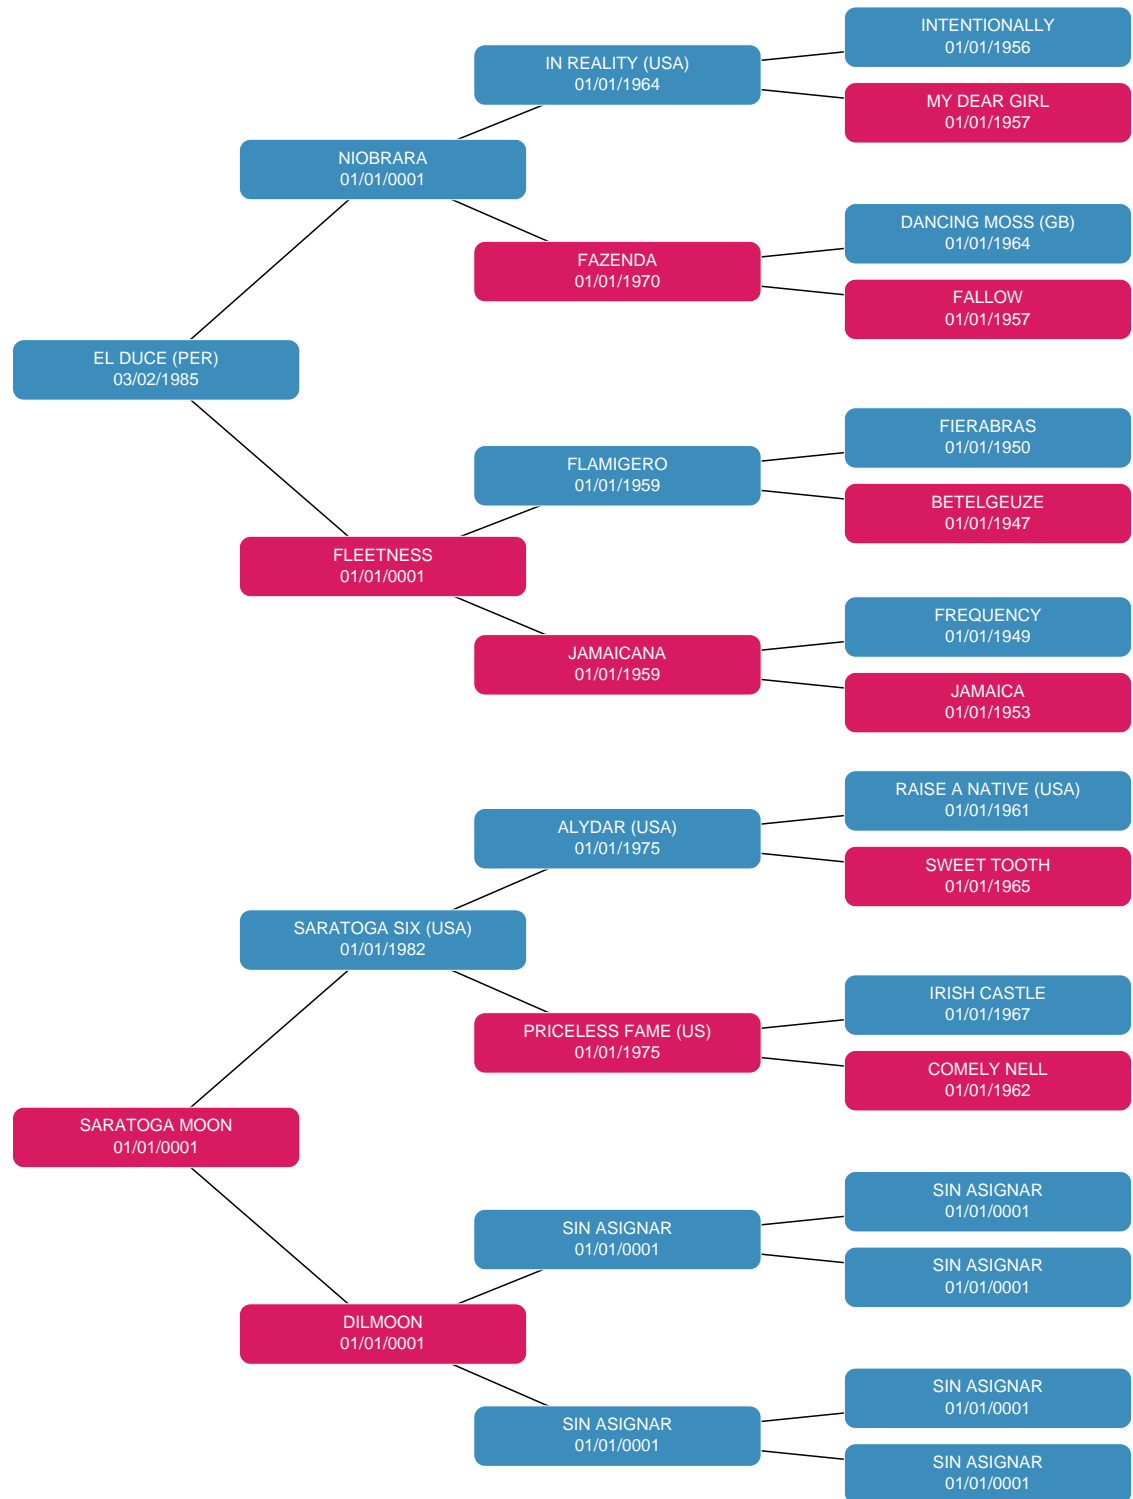 INTENTIONALLY
01/01/1956
IN REALITY (USA)
01/01/1964
MY DEAR GIRL
01/01/1957
NIOBRARA
01/01/0001
DANCING MOSS (GB)
01/01/1964
FAZENDA
01/01/1970
FALLOW
01/01/1957
EL DUCE (PER)
03/02/1985
FIERABRAS
01/01/1950
FLAMIGERO
01/01/1959
BETELGEUZE
01/01/1947
FLEETNESS
01/01/0001
FREQUENCY
01/01/1949
JAMAICANA
01/01/1959
JAMAICA
01/01/1953
RAISE A NATIVE (USA)
01/01/1961
ALYDAR (USA)
01/01/1975
SWEET TOOTH
01/01/1965
SARATOGA SIX (USA)
01/01/1982
IRISH CASTLE
01/01/1967
PRICELESS FAME (US)
01/01/1975
COMELY NELL
01/01/1962
SARATOGA MOON
01/01/0001
SIN ASIGNAR
01/01/0001
SIN ASIGNAR
01/01/0001
SIN ASIGNAR
01/01/0001
DILMOON
01/01/0001
SIN ASIGNAR
01/01/0001
SIN ASIGNAR
01/01/0001
SIN ASIGNAR
01/01/0001